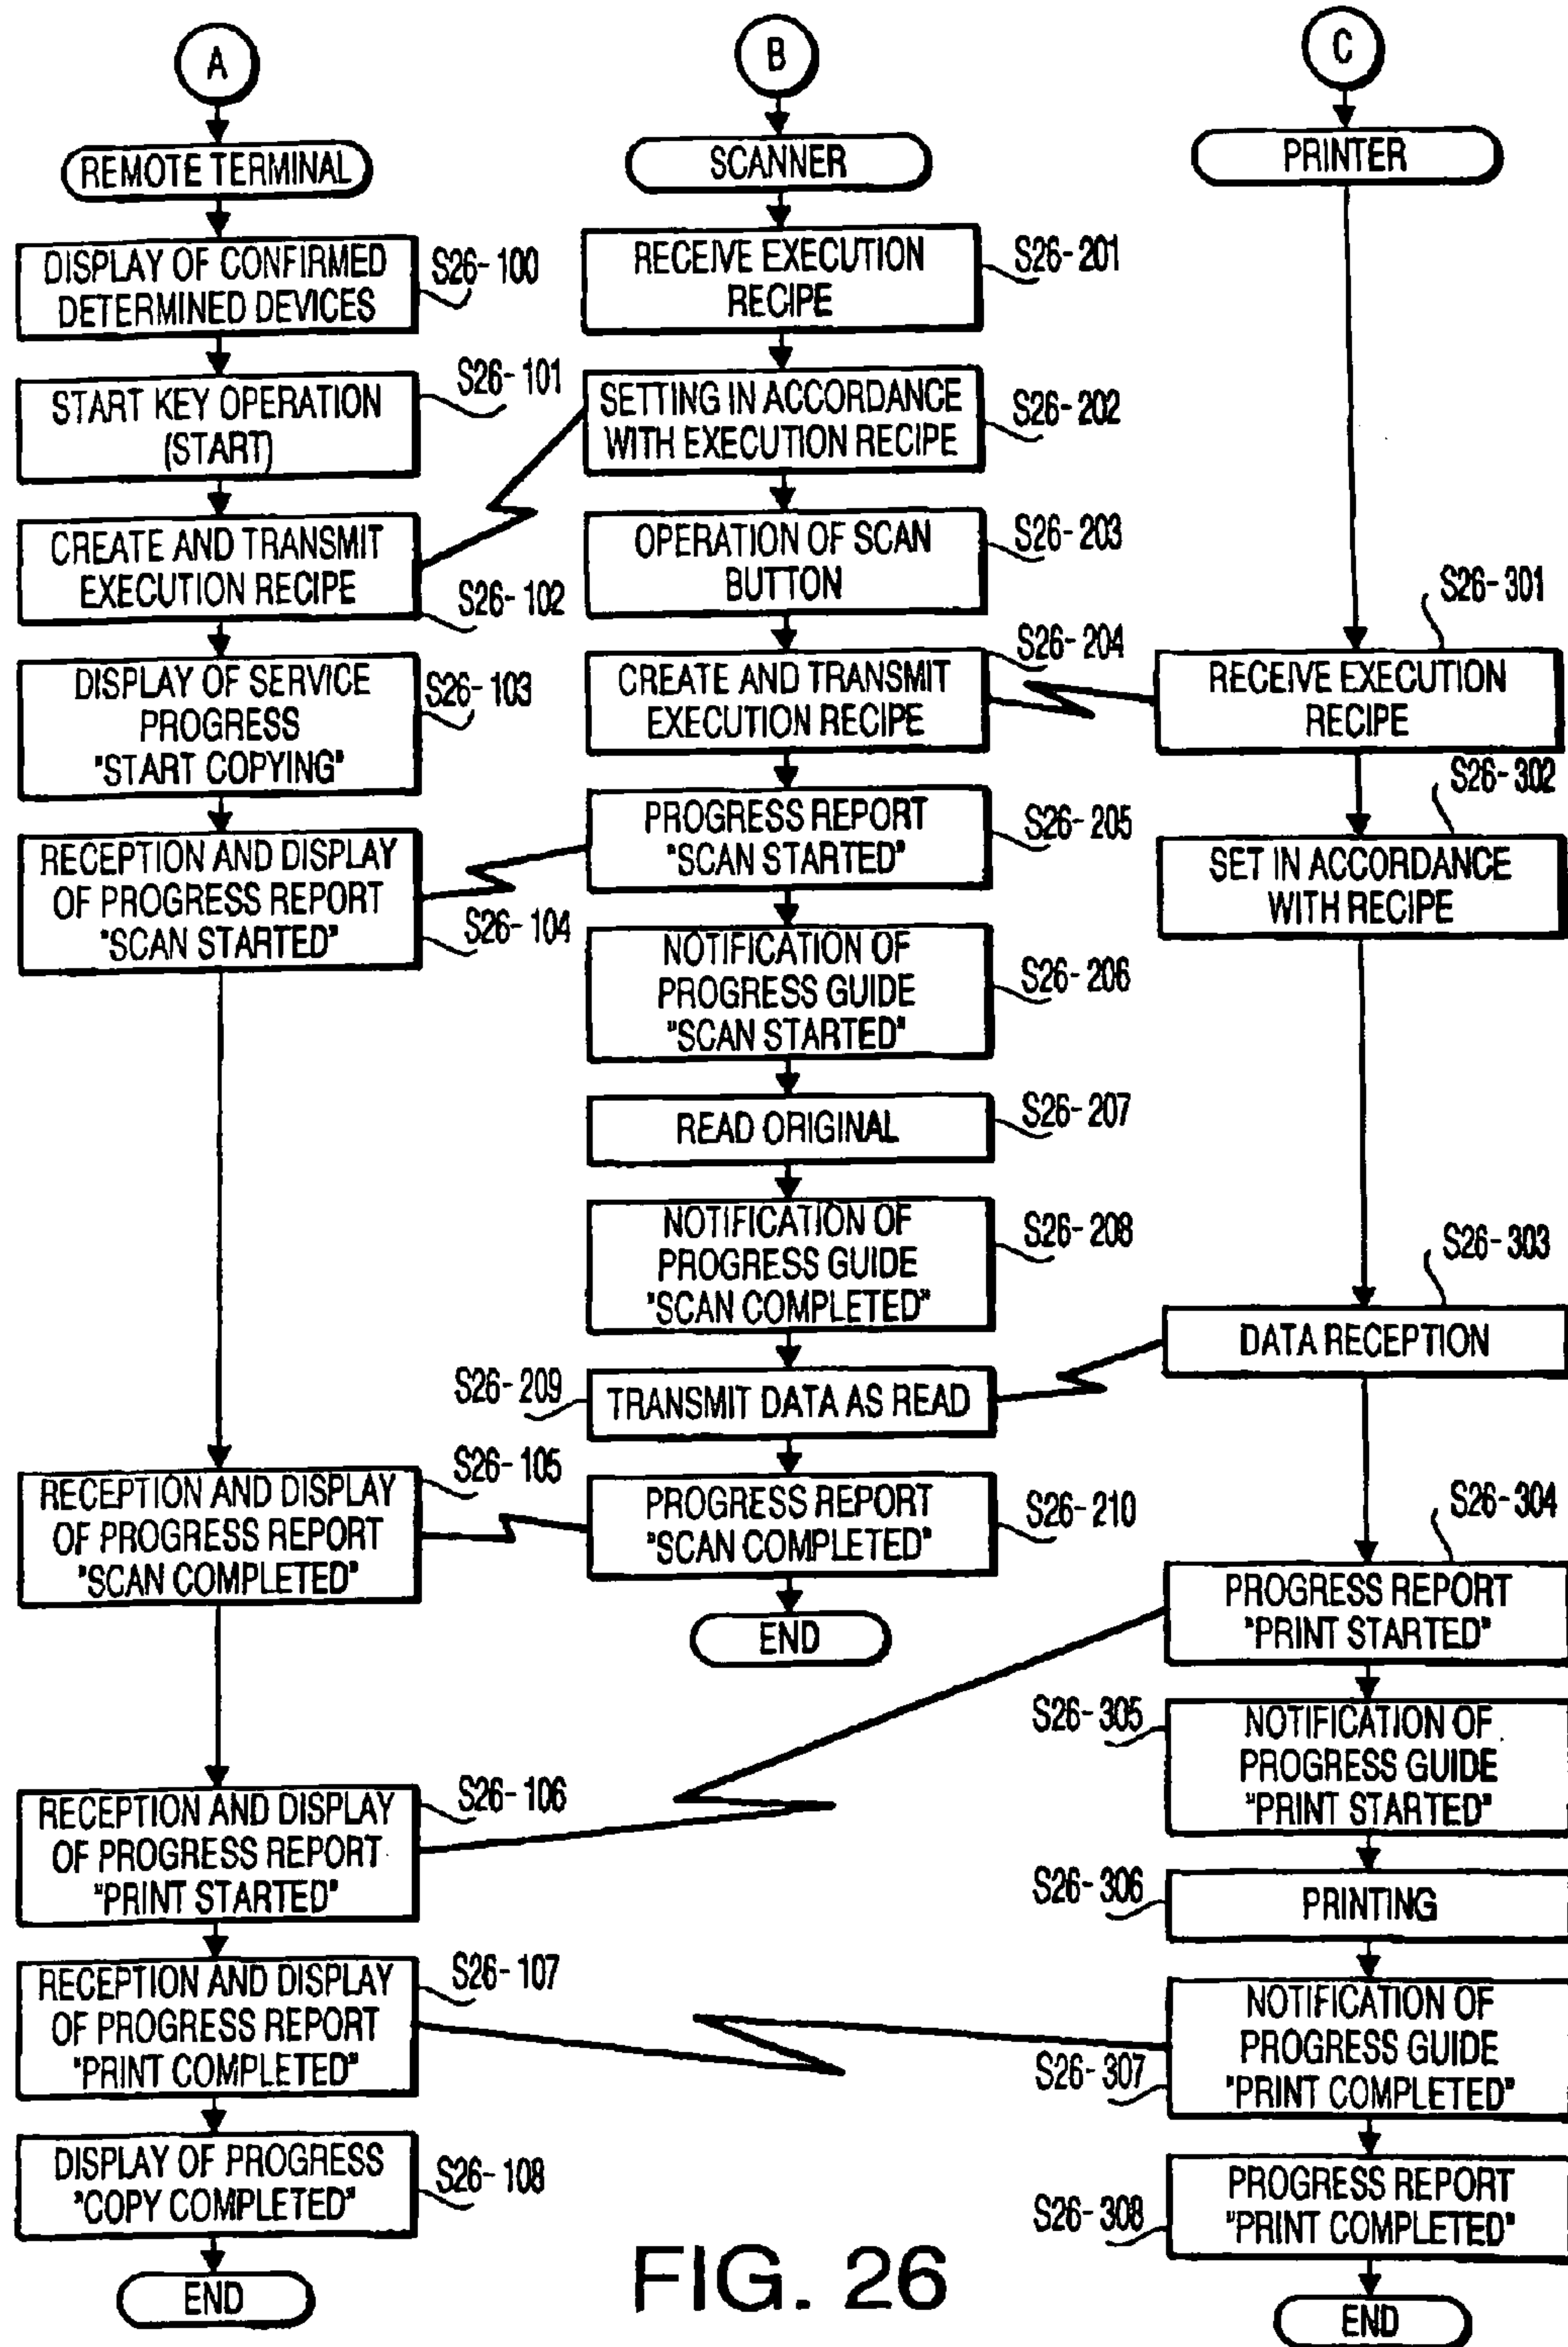 A
REMOTE TERMINAL
DISPLAY OF CONFIRMED
DETERMINED DEVICES
S26-100
START KEY OPERATION
(START)
S26-101
CREATE AND TRANSMIT
EXECUTION RECIPE
S26-102
DISPLAY OF SERVICE
PROGRESS
"START COPYING"
S26-103
RECEPTION AND DISPLAY
OF PROGRESS REPORT
"SCAN STARTED"
S26-104
RECEPTION AND DISPLAY
OF PROGRESS REPORT
"SCAN COMPLETED"
S26-105
RECEPTION AND DISPLAY
OF PROGRESS REPORT
"PRINT STARTED"
S26-106
RECEPTION AND DISPLAY
OF PROGRESS REPORT
"PRINT COMPLETED"
S26-107
DISPLAY OF PROGRESS
"COPY COMPLETED"
S26-108
END
B
SCANNER
RECEIVE EXECUTION
RECIPE
S26-201
SETTING IN ACCORDANCE
WITH EXECUTION RECIPE
S26-202
OPERATION OF SCAN
BUTTON
S26-203
CREATE AND TRANSMIT
EXECUTION RECIPE
S26-204
PROGRESS REPORT
"SCAN STARTED"
S26-205
NOTIFICATION OF
PROGRESS GUIDE
"SCAN STARTED"
S26-206
READ ORIGINAL
S26-207
NOTIFICATION OF
PROGRESS GUIDE
"SCAN COMPLETED"
S26-208
TRANSMIT DATA AS READ
S26-209
PROGRESS REPORT
"SCAN COMPLETED"
S26-210
END
C
PRINTER
RECEIVE EXECUTION
RECIPE
S26-301
SET IN ACCORDANCE
WITH RECIPE
S26-302
DATA RECEPTION
S26-303
PROGRESS REPORT
"PRINT STARTED"
S26-304
NOTIFICATION OF
PROGRESS GUIDE
"PRINT STARTED"
S26-305
PRINTING
S26-306
NOTIFICATION OF
PROGRESS GUIDE
"PRINT COMPLETED"
S26-307
PROGRESS REPORT
"PRINT COMPLETED"
S26-308
END
FIG. 26